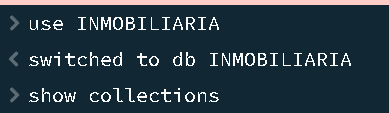 > use INMOBILIARIA
< switched to db INMOBILIARIA
> show collections